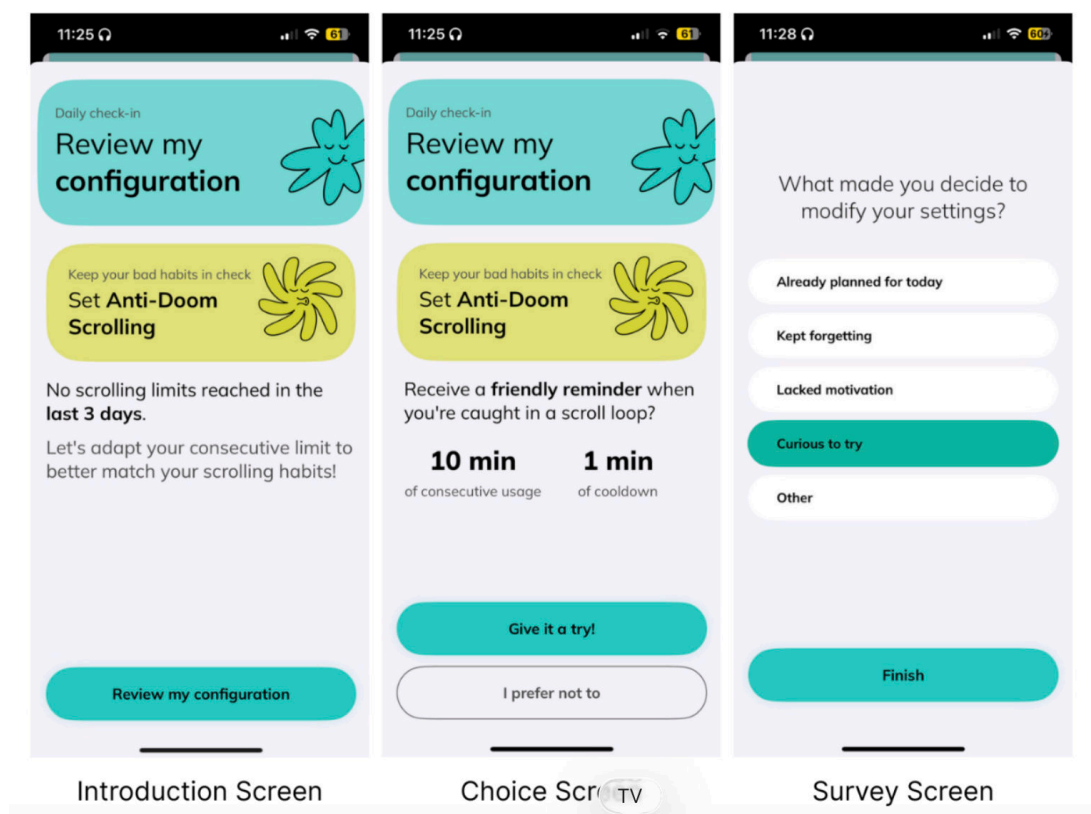 11:25
61
Daily check-in
Review my
configuration
Keep your bad habits in check
Set Anti-Doom
Scrolling
No scrolling limits reached in the
last 3 days.
Let's adapt your consecutive limit to
better match your scrolling habits!
Review my configuration
Introduction Screen
11:25
61
Daily check-in
Review my
configuration
Keep your bad habits in check
Set Anti-Doom
Scrolling
Receive a friendly reminder when
you're caught in a scroll loop?
10 min
1 min
of consecutive usage
of cooldown
Give it a try!
I prefer not to
Choice
TV
11:28
60
What made you decide to
modify your settings?
Already planned for today
Kept forgetting
Lacked motivation
Curious to try
Other
Finish
Survey Screen